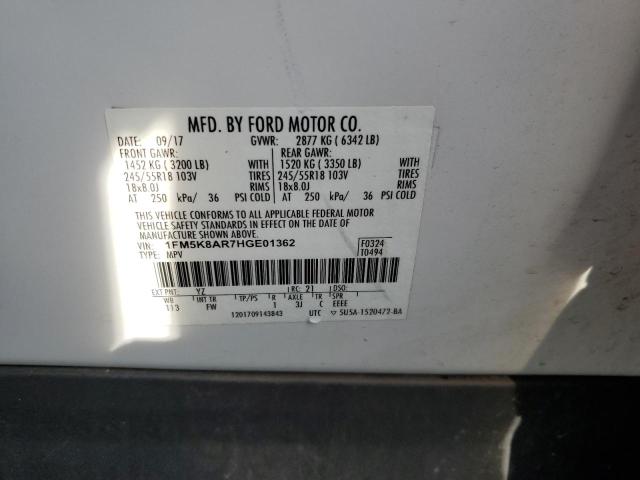 MFD. BY FORD MOTOR CO.
DATE: 09/17 GVWR: 2877 KG ( 6342 LB)
FRONT GAWR: REAR GAWR:
1452 KG ( 3200 LB) WITH 1520 KG ( 3350 LB) WITH
245/55R18 103V TIRES 245/55R18 103V TIRES
18x8.0J RIMS 18x8.0J RIMS
AT 250 kPa/ 36 PSI COLD AT 250 kPa/ 36 PSI COLD
THIS VEHICLE CONFORMS TO ALL APPLICABLE FEDERAL MOTOR
VEHICLE SAFETY STANDARDS IN EFFECT ON THE DATE OF
MANUFACTURE SHOWN ABOVE.
VIN: 1FM5K8AR7HGE01362 F0324
TYPE: MPV T0494
EXT PNT: YZ RC: 21 DSO:
WB INT TR TP/PS R AXLE TR SPR
113 FW 1 3J C EEEE
1201709143843 UTC ▽ 5U5A-1520472-BA